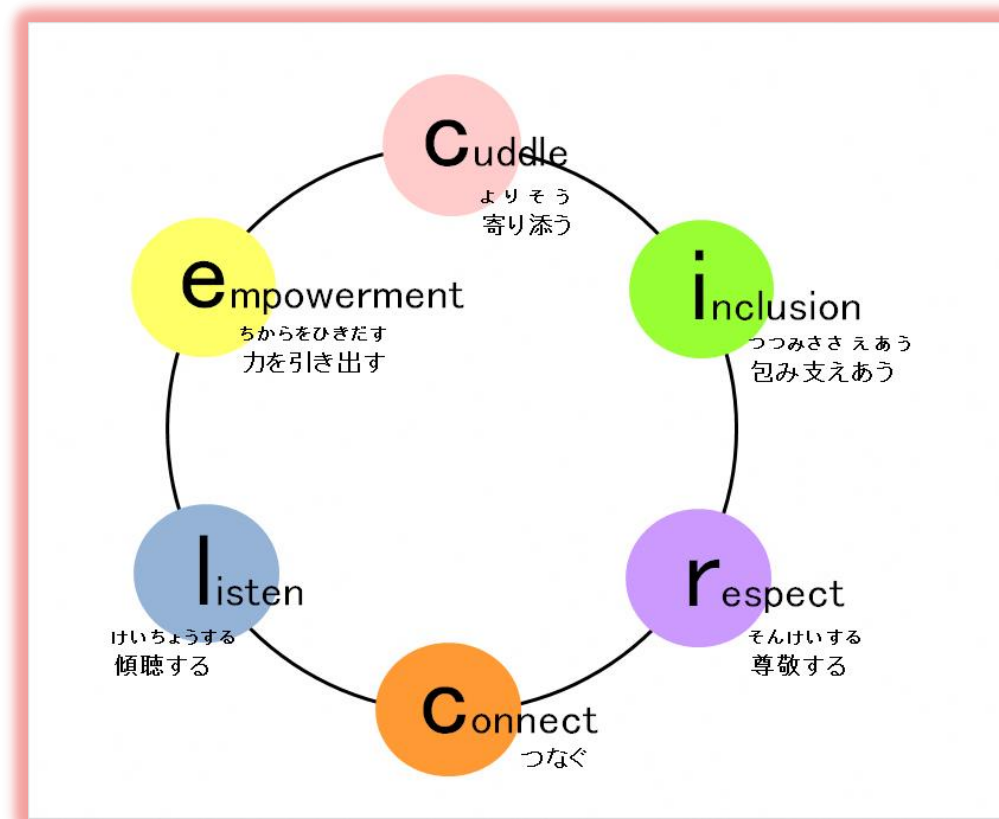 cuddle
よりそう
寄り添う
inclusion
つつみささえあう
包み支えあう
respect
そんけいする
尊敬する
connect
つなぐ
listen
けいちょうする
傾聴する
empowerment
ちからをひきだす
力を引き出す